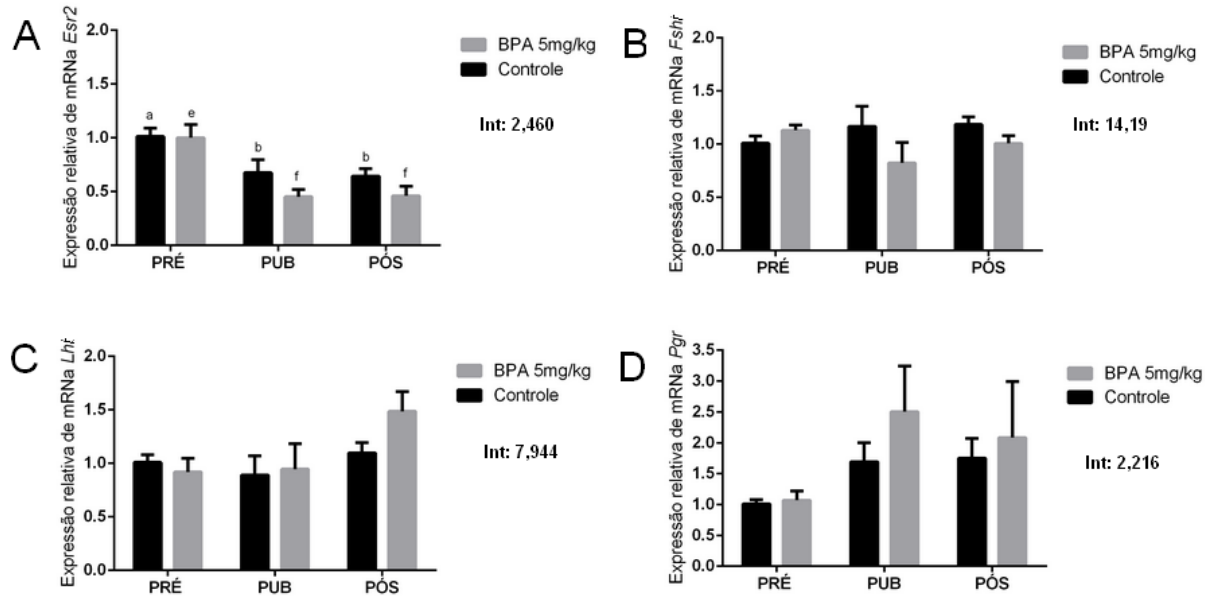 A
Expressão relativa de mRNA Esr2
2.0
1.5
1.0
0.5
0.0
a
e
b
f
b
f
PRÉ
PUB
PÓS
BPA 5mg/kg
Controle
Int: 2,460
B
Expressão relativa de mRNa Fshr
2.0
1.5
1.0
0.5
0.0
PRÉ
PUB
PÓS
BPA 5mg/kg
Controle
Int: 14,19
C
Expressão relativa de mRNa Lhr
2.0
1.5
1.0
0.5
0.0
PRÉ
PUB
PÓS
BPA 5mg/kg
Controle
Int: 7,944
D
Expressão relativa de mRNa Pgr
3.5
3.0
2.5
2.0
1.5
1.0
0.5
0.0
PRÉ
PUB
PÓS
BPA 5mg/kg
Controle
Int: 2,216